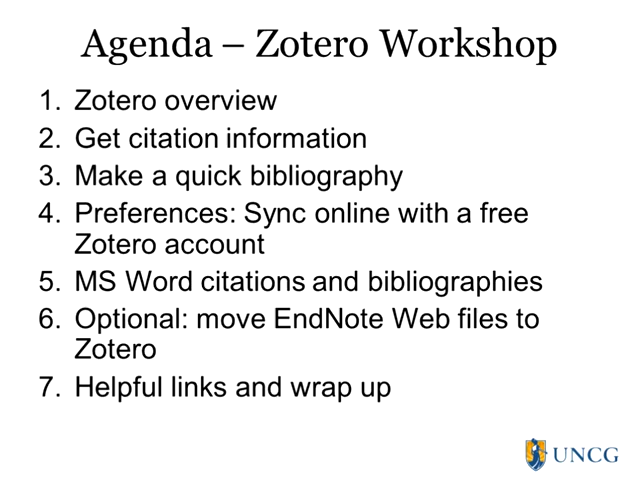 Agenda – Zotero Workshop
1. Zotero overview
2. Get citation information
3. Make a quick bibliography
4. Preferences: Sync online with a free
Zotero account
5. MS Word citations and bibliographies
6. Optional: move EndNote Web files to
Zotero
7. Helpful links and wrap up
UNCG